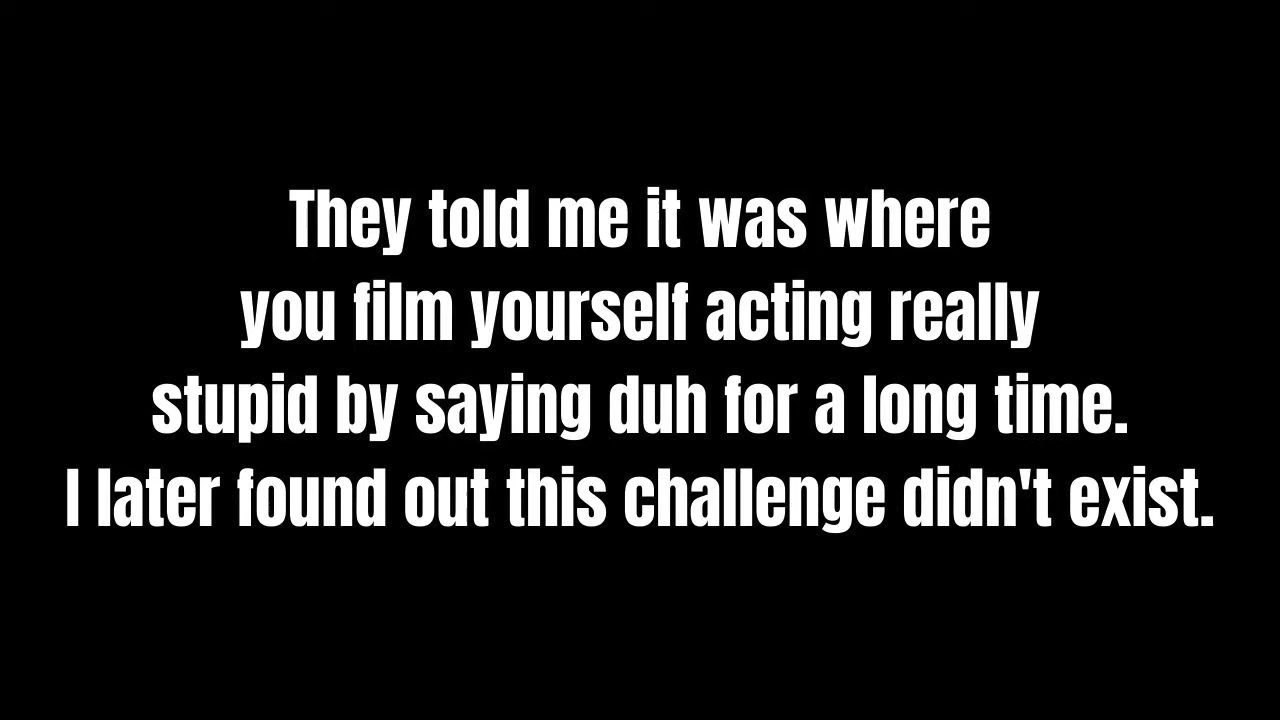 They told me it was where
you film yourself acting really
stupid by saying duh for a long time.
I later found out this challenge didn't exist.